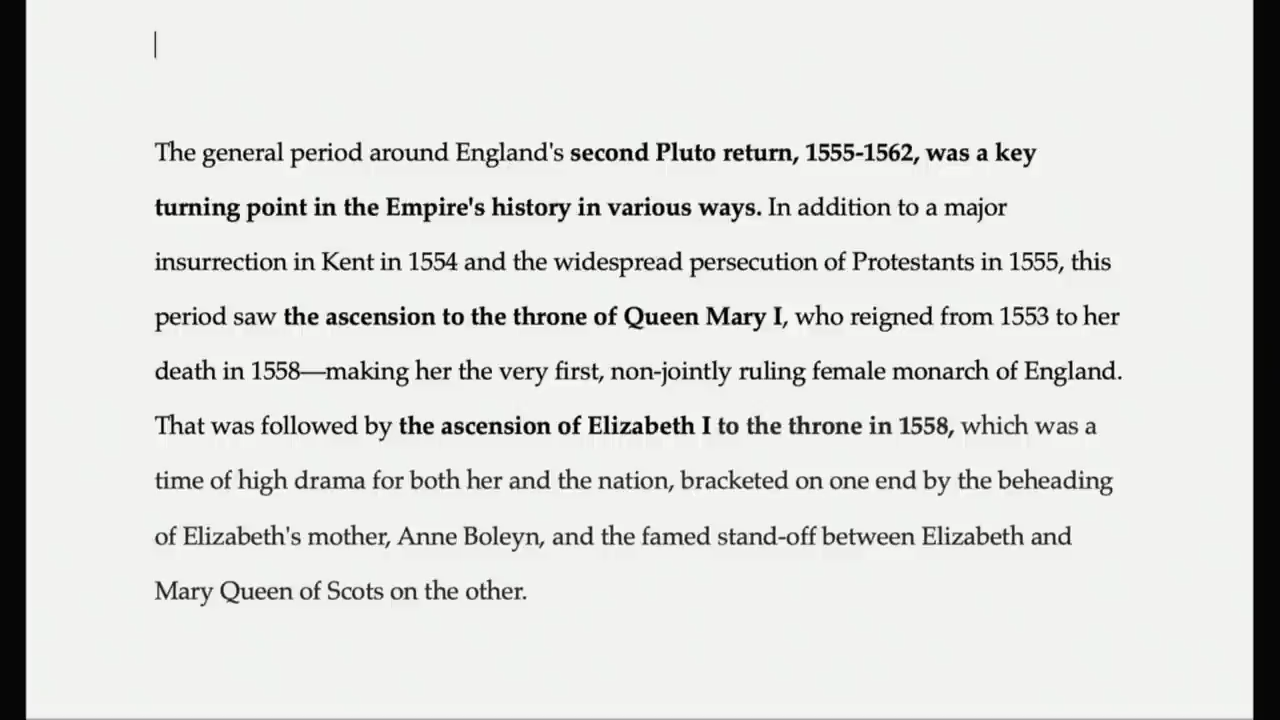 The general period around England's second Pluto return, 1555-1562, was a key
turning point in the Empire's history in various ways. In addition to a major
insurrection in Kent in 1554 and the widespread persecution of Protestants in 1555, this
period saw the ascension to the throne of Queen Mary I, who reigned from 1553 to her
death in 1558—making her the very first, non-jointly ruling female monarch of England.
That was followed by the ascension of Elizabeth I to the throne in 1558, which was a
time of high drama for both her and the nation, bracketed on one end by the beheading
of Elizabeth's mother, Anne Boleyn, and the famed stand-off between Elizabeth and
Mary Queen of Scots on the other.